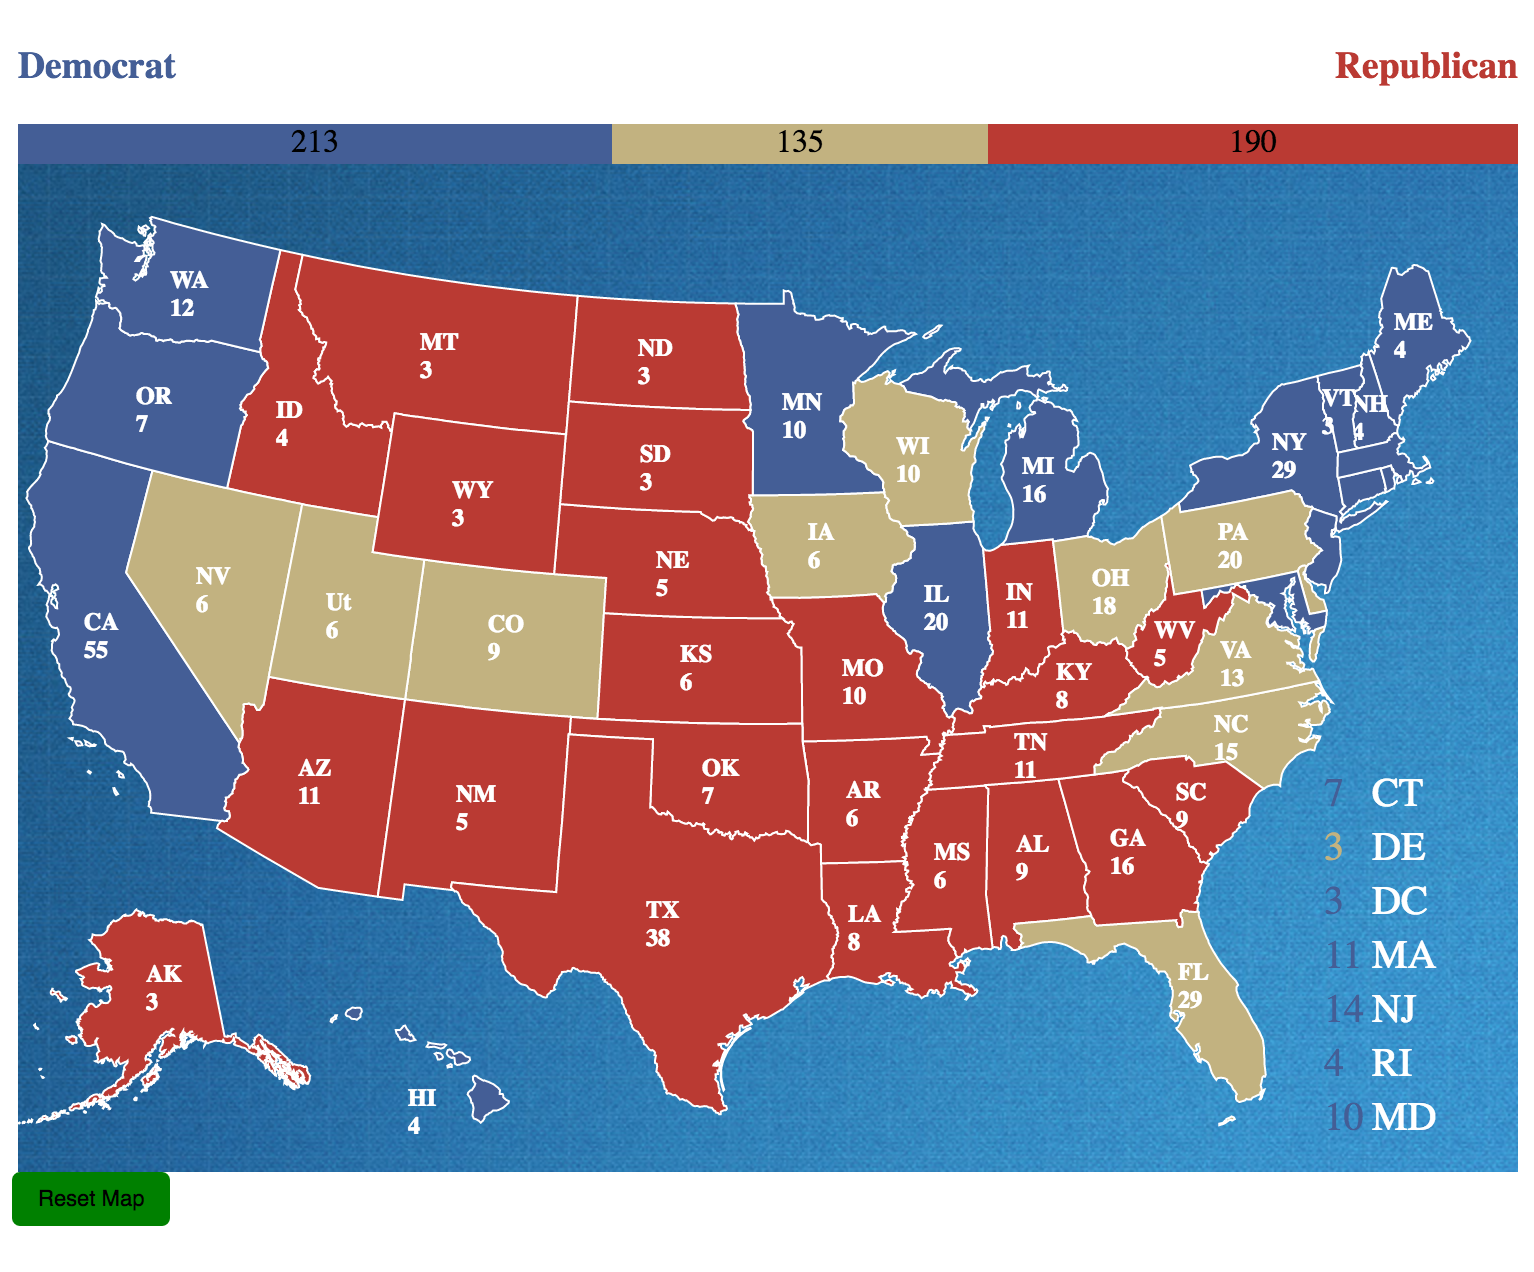 Democrat
Republican
213
135
190
WA
12
OR
7
CA
55
NV
6
ID
4
MT
3
WY
3
Ut
6
CO
9
AZ
11
NM
5
ND
3
SD
3
NE
5
KS
6
OK
7
TX
38
MN
10
IA
6
MO
10
AR
6
LA
8
WI
10
IL
20
MI
16
IN
11
OH
18
KY
8
TN
11
MS
6
AL
9
GA
16
FL
29
SC
9
NC
15
VA
13
WV
5
PA
20
NY
29
VT
3
NH
4
ME
4
AK
3
HI
4
7 CT
3 DE
3 DC
11 MA
14 NJ
4 RI
10 MD
Reset Map